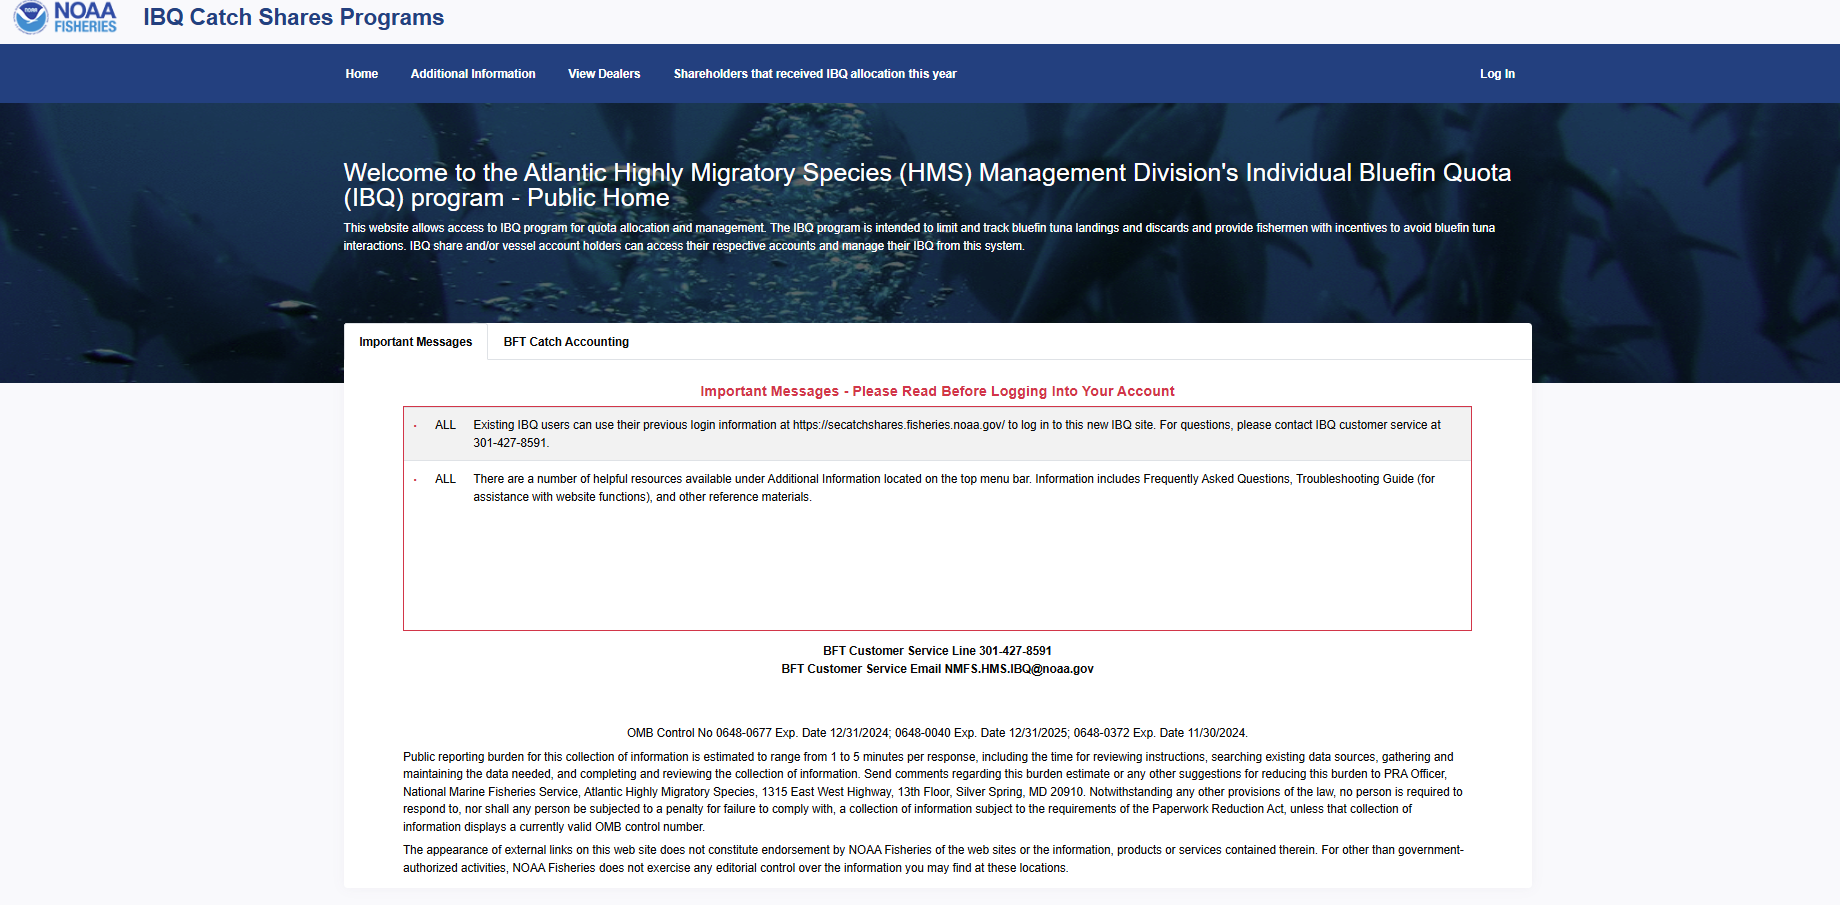 NOAA
FISHERIES
IBQ Catch Shares Programs
Home
Additional Information
View Dealers
Shareholders that received IBQ allocation this year
Log In
Welcome to the Atlantic Highly Migratory Species (HMS) Management Division's Individual Bluefin Quota
(IBQ) program - Public Home
This website allows access to IBQ program for quota allocation and management. The IBQ program is intended to limit and track bluefin tuna landings and discards and provide fishermen with incentives to avoid bluefin tuna
interactions. IBQ share and/or vessel account holders can access their respective accounts and manage their IBQ from this system.
Important Messages
BFT Catch Accounting
Important Messages - Please Read Before Logging Into Your Account
ALL Existing IBQ users can use their previous login information at https://secatchshares.fisheries.noaa.gov/ to log in to this new IBQ site. For questions, please contact IBQ customer service at
301-427-8591.
ALL There are a number of helpful resources available under Additional Information located on the top menu bar. Information includes Frequently Asked Questions, Troubleshooting Guide (for
assistance with website functions), and other reference materials.
BFT Customer Service Line 301-427-8591
BFT Customer Service Email NMFS.HMS.IBQ@noaa.gov
OMB Control No 0648-0677 Exp. Date 12/31/2024; 0648-0040 Exp. Date 12/31/2025; 0648-0372 Exp. Date 11/30/2024.
Public reporting burden for this collection of information is estimated to range from 1 to 5 minutes per response, including the time for reviewing instructions, searching existing data sources, gathering and
maintaining the data needed, and completing and reviewing the collection of information. Send comments regarding this burden estimate or any other suggestions for reducing this burden to PRA Officer,
National Marine Fisheries Service, Atlantic Highly Migratory Species, 1315 East West Highway, 13th Floor, Silver Spring, MD 20910. Notwithstanding any other provisions of the law, no person is required to
respond to, nor shall any person be subjected to a penalty for failure to comply with, a collection of information subject to the requirements of the Paperwork Reduction Act, unless that collection of
information displays a currently valid OMB control number.
The appearance of external links on this web site does not constitute endorsement by NOAA Fisheries of the web sites or the information, products or services contained therein. For other than government-
authorized activities, NOAA Fisheries does not exercise any editorial control over the information you may find at these locations.